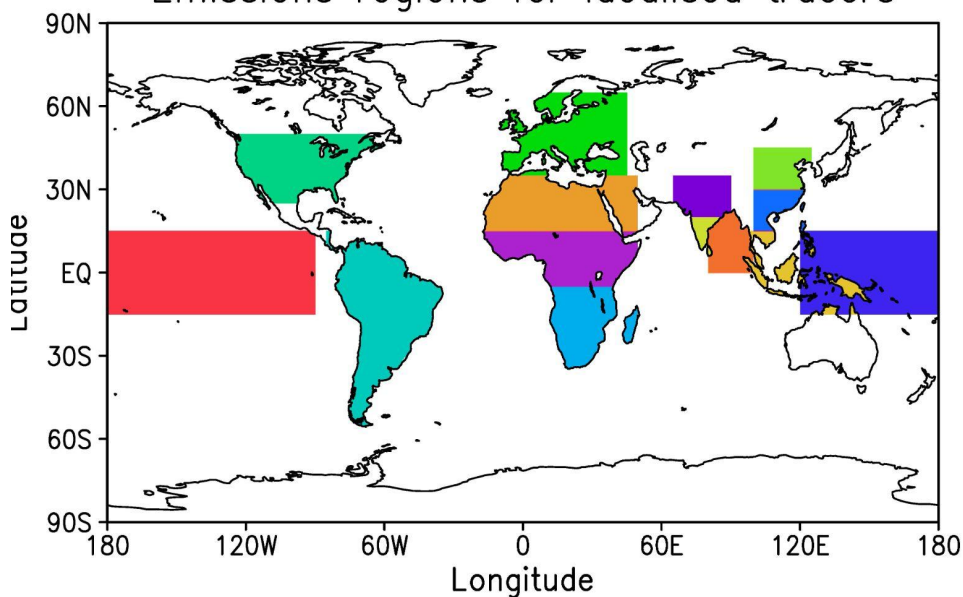 Emissions regions for idealised tracers
90N
60N
30N
EQ
30S
60S
90S
Latitude
180 120W 60W 0 60E 120E 180
Longitude